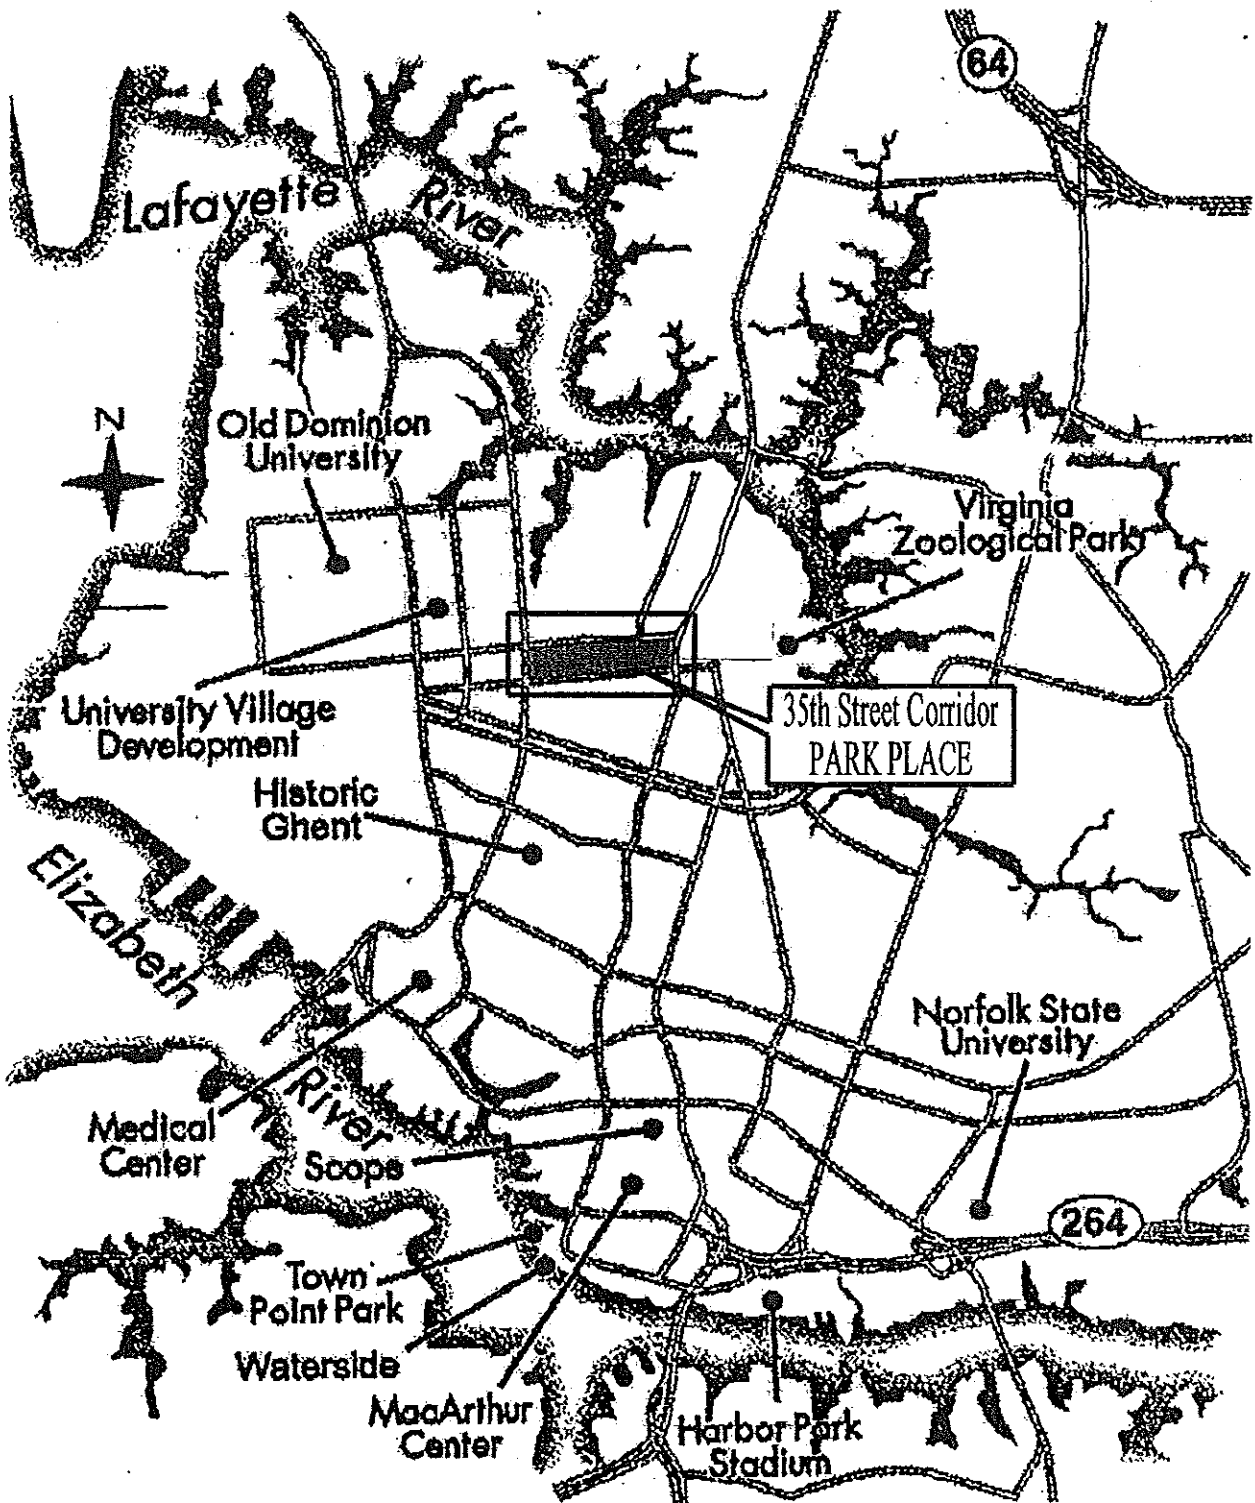 64
Lafayette River
N
Old Dominion
University
Virginia
Zoological Park
University Village
Development
35th Street Corridor
PARK PLACE
Historic
Ghent
Elizabeth
River
Norfolk State
University
Medical
Center
Scope
264
Town
Point Park
Waterside
MacArthur
Center
Harbor Park
Stadium